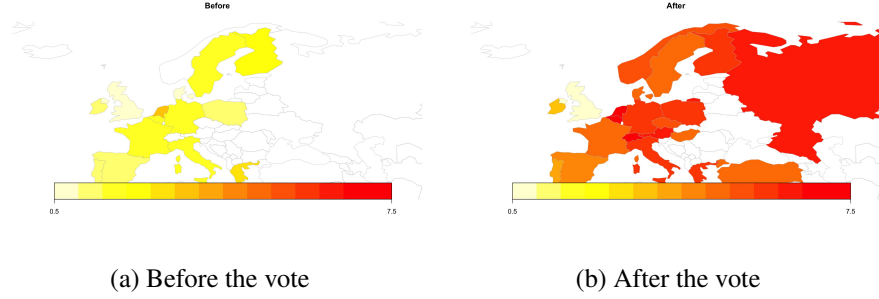 Before
After
0.5
7.5
0.5
7.5
(a) Before the vote
(b) After the vote